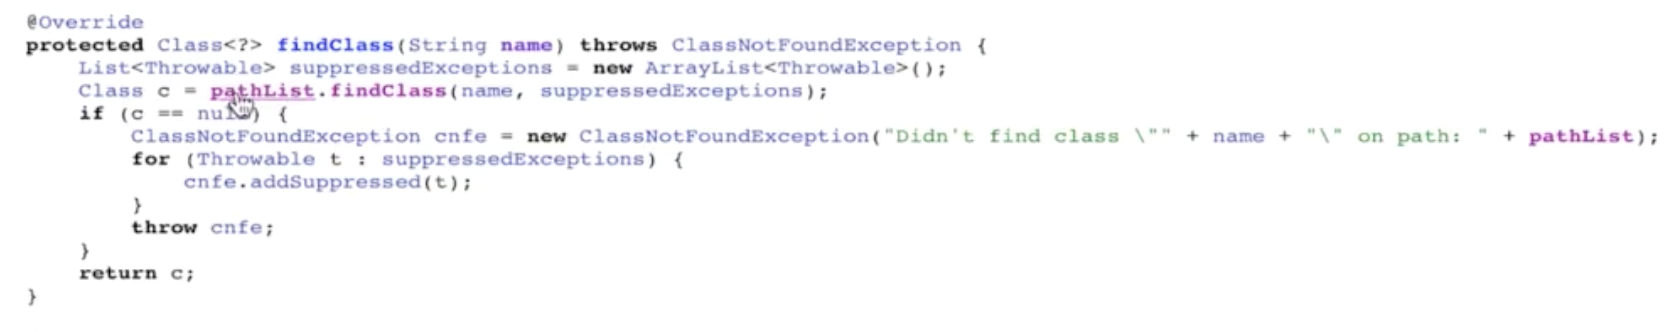 @Override
protected Class<?> findClass(String name) throws ClassNotFoundException {
    List<Throwable> suppressedExceptions = new ArrayList<Throwable>();
    Class c = pathList.findClass(name, suppressedExceptions);
    if (c == null) {
        ClassNotFoundException cnfe = new ClassNotFoundException("Didn't find class \"" + name + "\" on path: " + pathList);
        for (Throwable t : suppressedExceptions) {
            cnfe.addSuppressed(t);
        }
        throw cnfe;
    }
    return c;
}